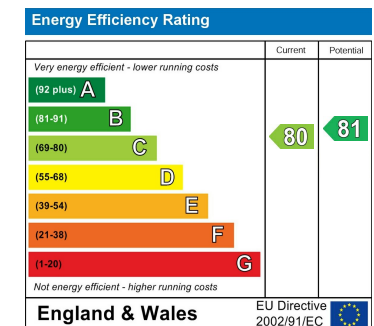 Energy Efficiency Rating
Current Potential
Very energy efficient - lower running costs
(92 plus) A
(81-91) B
(69-80) C
80 81
(55-68) D
(39-54) E
(21-38) F
(1-20) G
Not energy efficient - higher running costs
England & Wales
EU Directive
2002/91/EC